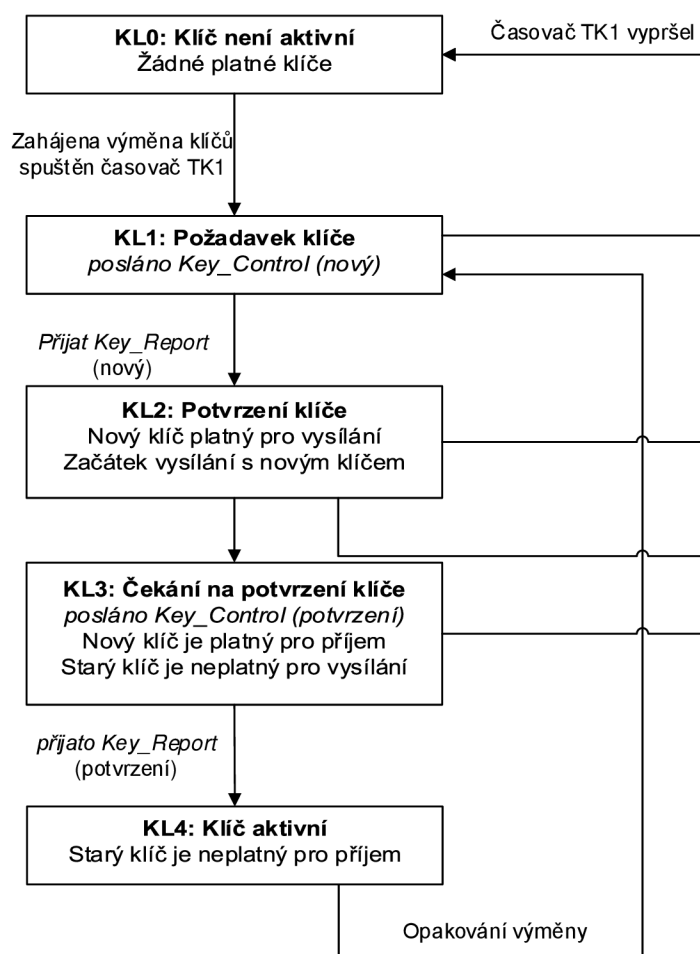 KL0: Klíč není aktivní
Žádné platné klíče
Časovač TK1 vypršel
Zahájena výměna klíčů
spuštěn časovač TK1
KL1: Požadavek klíče
posláno Key_Control (nový)
Přijat Key_Report
(nový)
KL2: Potvrzení klíče
Nový klíč platný pro vysílání
Začátek vysílání s novým klíčem
KL3: Čekání na potvrzení klíče
posláno Key_Control (potvrzení)
Nový klíč je platný pro příjem
Starý klíč je neplatný pro vysílání
přijato Key_Report
(potvrzení)
KL4: Klíč aktivní
Starý klíč je neplatný pro příjem
Opakování výměny